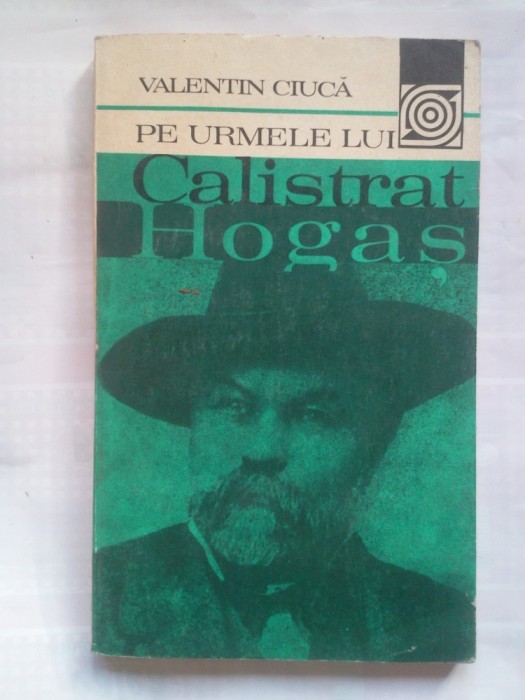 VALENTIN CIUCĂ
PE URMELE LUI
Calistrat
Hogaș